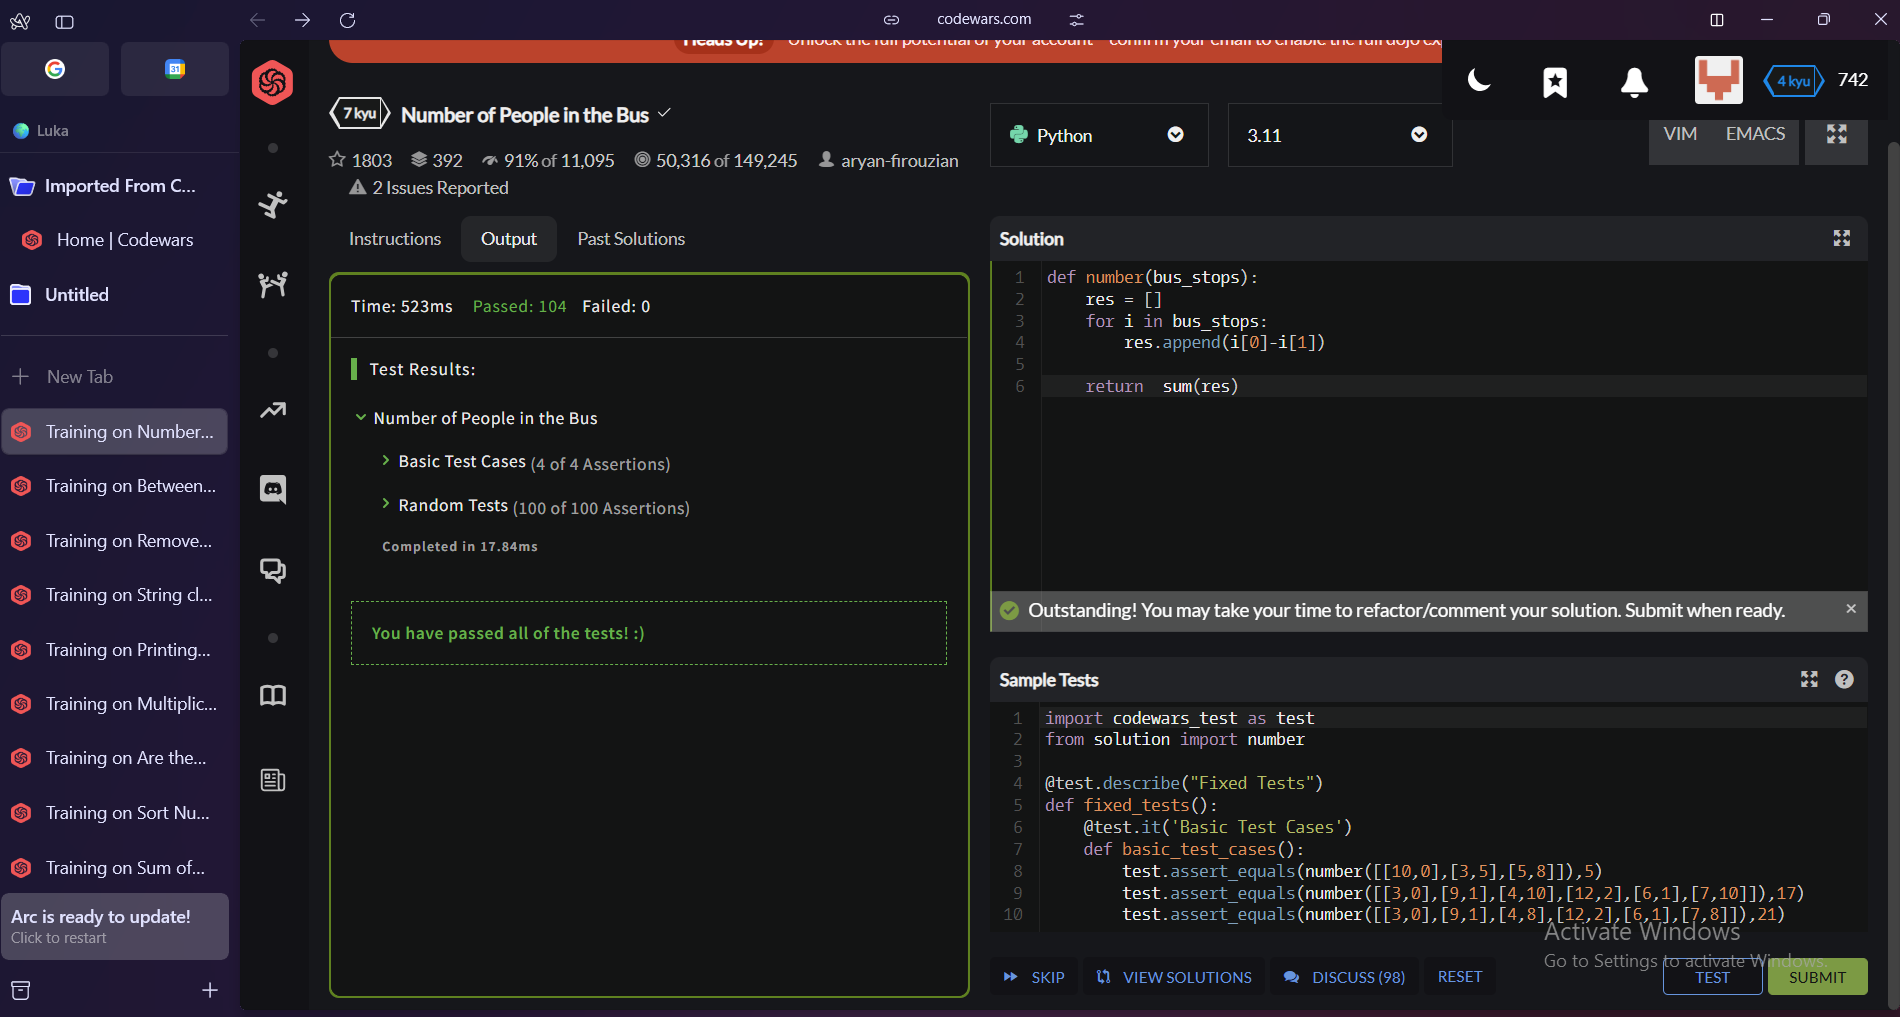 codewars.com
31
Luka
Imported From C...
Home | Codewars
Untitled
New Tab
Training on Number...
Training on Between...
Training on Remove...
Training on String cl...
Training on Printing...
Training on Multiplic...
Training on Are the...
Training on Sort Nu...
Training on Sum of...
Arc is ready to update!
Click to restart
Heads Up! Unlock the full potential of your account - confirm your email to enable the full dojo ex
4 kyu 742
7 kyu Number of People in the Bus
1803 392 91% of 11,095 50,316 of 149,245 aryan-firouzian
2 Issues Reported
Python 3.11 VIM EMACS
Instructions Output Past Solutions
Time: 523ms Passed: 104 Failed: 0
Test Results:
Number of People in the Bus
Basic Test Cases (4 of 4 Assertions)
Random Tests (100 of 100 Assertions)
Completed in 17.84ms
You have passed all of the tests! :)
Solution
1 def number(bus_stops):
2     res = []
3     for i in bus_stops:
4         res.append(i[0]-i[1])
5
6     return  sum(res)
Outstanding! You may take your time to refactor/comment your solution. Submit when ready.
Sample Tests
1 import codewars_test as test
2 from solution import number
3
4 @test.describe("Fixed Tests")
5 def fixed_tests():
6     @test.it('Basic Test Cases')
7     def basic_test_cases():
8         test.assert_equals(number([[10,0],[3,5],[5,8]]),5)
9         test.assert_equals(number([[3,0],[9,1],[4,10],[12,2],[6,1],[7,10]]),17)
10         test.assert_equals(number([[3,0],[9,1],[4,8],[12,2],[6,1],[7,8]]),21)
Activate Windows
Go to Settings to activate Windows.
SKIP VIEW SOLUTIONS DISCUSS (98) RESET TEST SUBMIT